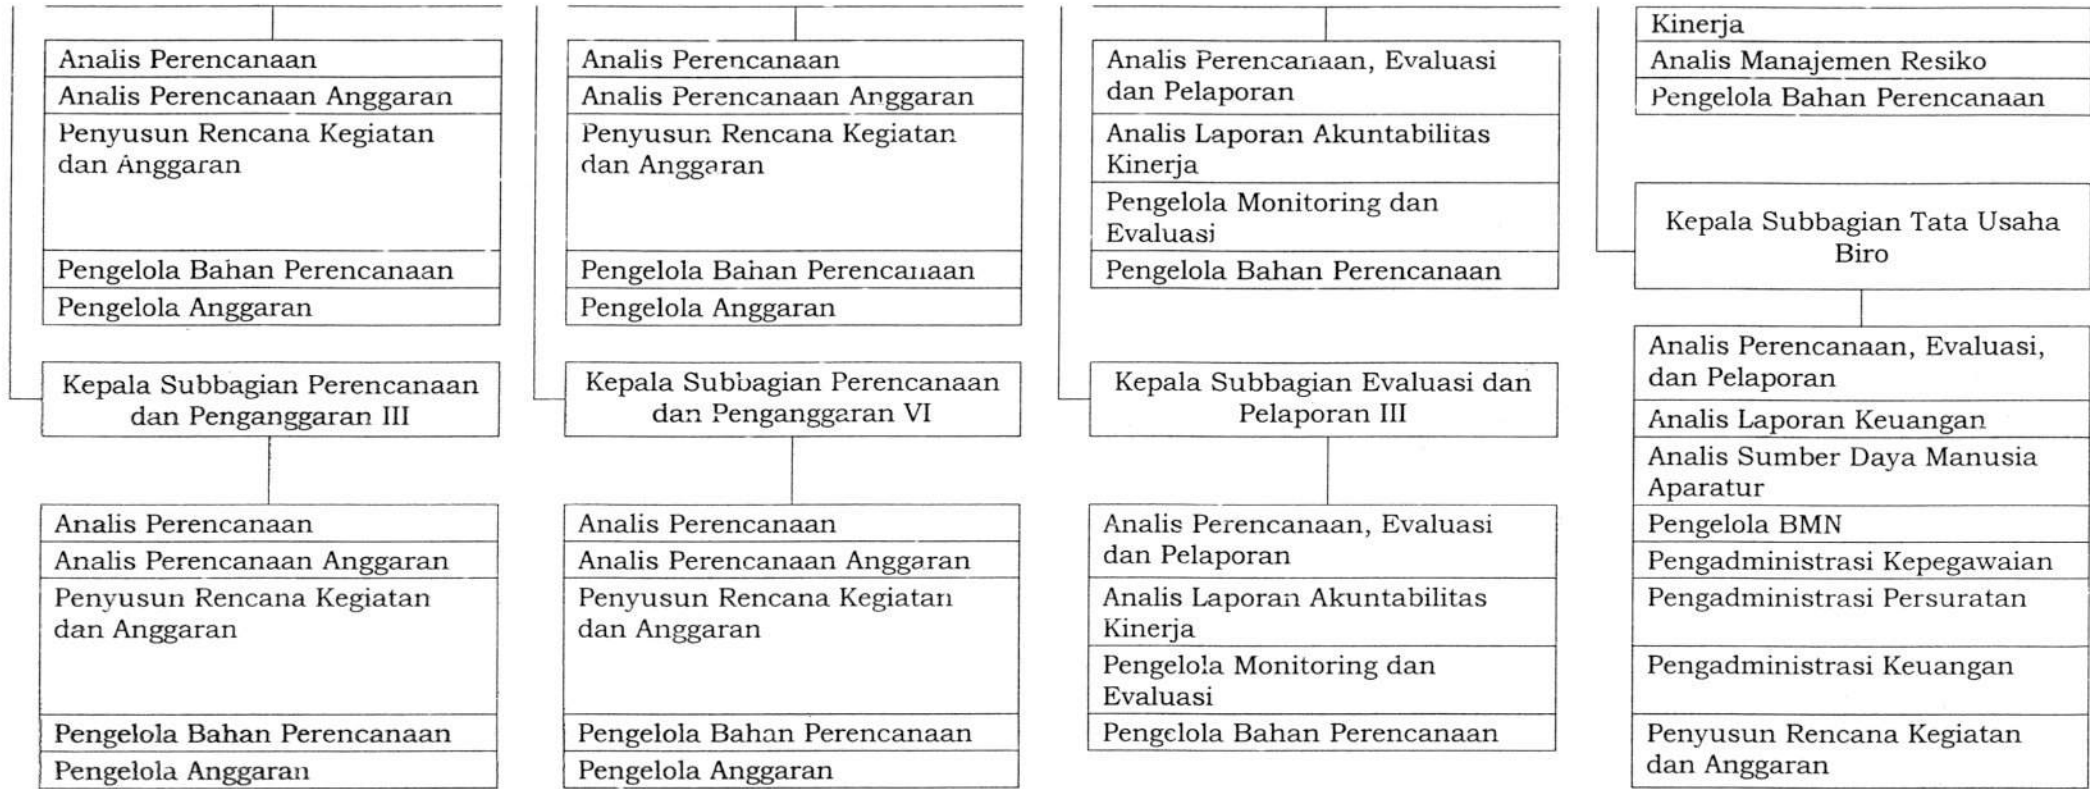 Analis Perencanaan
Analis Perencanaan Anggaran
Penyusun Rencana Kegiatan
dan Anggaran
Pengelola Bahan Perencanaan
Pengelola Anggaran
Kepala Subbagian Perencanaan
dan Penganggaran III
Analis Perencanaan
Analis Perencanaan Anggaran
Penyusun Rencana Kegiatan
dan Anggaran
Pengelola Bahan Perencanaan
Pengelola Anggaran
Analis Perencanaan
Analis Perencanaan Anggaran
Penyusun Rencana Kegiatan
dan Anggaran
Pengelola Bahan Perencanaan
Pengelola Anggaran
Kepala Subbagian Perencanaan
dan Penganggaran VI
Analis Perencanaan
Analis Perencanaan Anggaran
Penyusun Rencana Kegiatan
dan Anggaran
Pengelola Bahan Perencanaan
Pengelola Anggaran
Analis Perencanaan, Evaluasi
dan Pelaporan
Analis Laporan Akuntabilitas
Kinerja
Pengelola Monitoring dan
Evaluasi
Pengelola Bahan Perencanaan
Kepala Subbagian Evaluasi dan
Pelaporan III
Analis Perencanaan, Evaluasi
dan Pelaporan
Analis Laporan Akuntabilitas
Kinerja
Pengelola Monitoring dan
Evaluasi
Pengelola Bahan Perencanaan
Kinerja
Analis Manajemen Resiko
Pengelola Bahan Perencanaan
Kepala Subbagian Tata Usaha
Biro
Analis Perencanaan, Evaluasi,
dan Pelaporan
Analis Laporan Keuangan
Analis Sumber Daya Manusia
Aparatur
Pengelola BMN
Pengadministrasi Kepegawaian
Pengadministrasi Persuratan
Pengadministrasi Keuangan
Penyusun Rencana Kegiatan
dan Anggaran